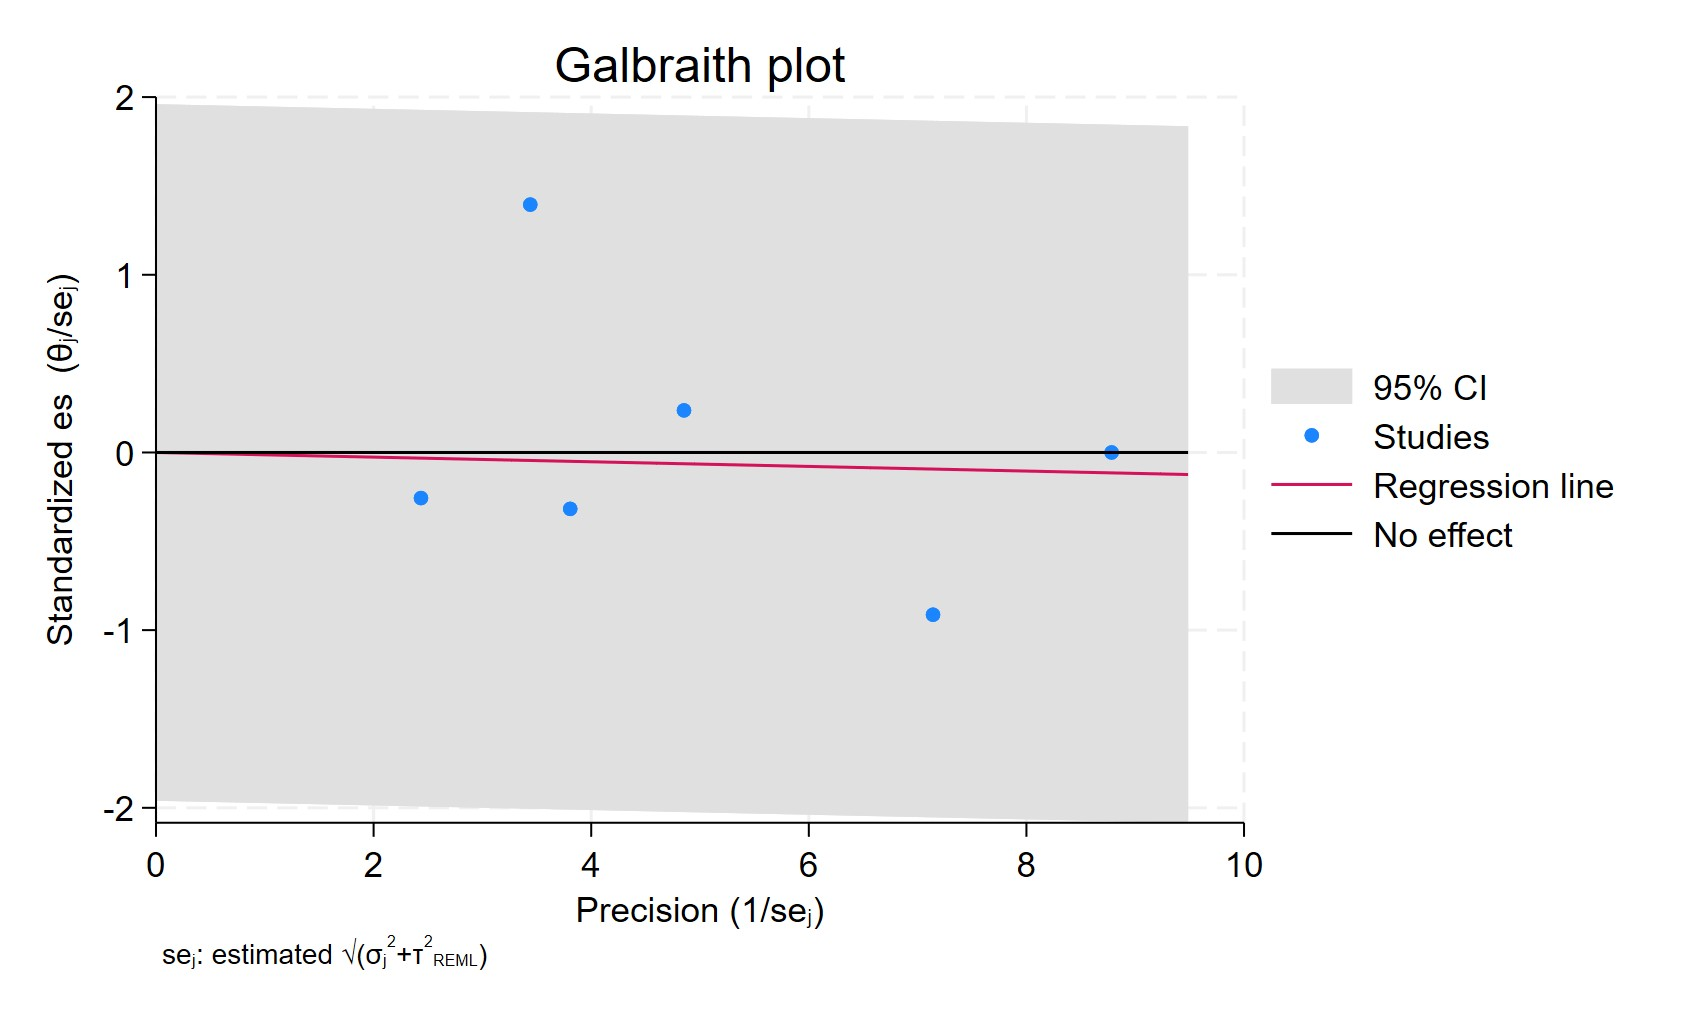 Galbraith plot
2
1
0
-1
-2
Standardized es (θⱼ/seⱼ)
0 2 4 6 8 10
Precision (1/seⱼ)
95% CI
Studies
Regression line
No effect
seⱼ: estimated √(σⱼ²+τ²REML)